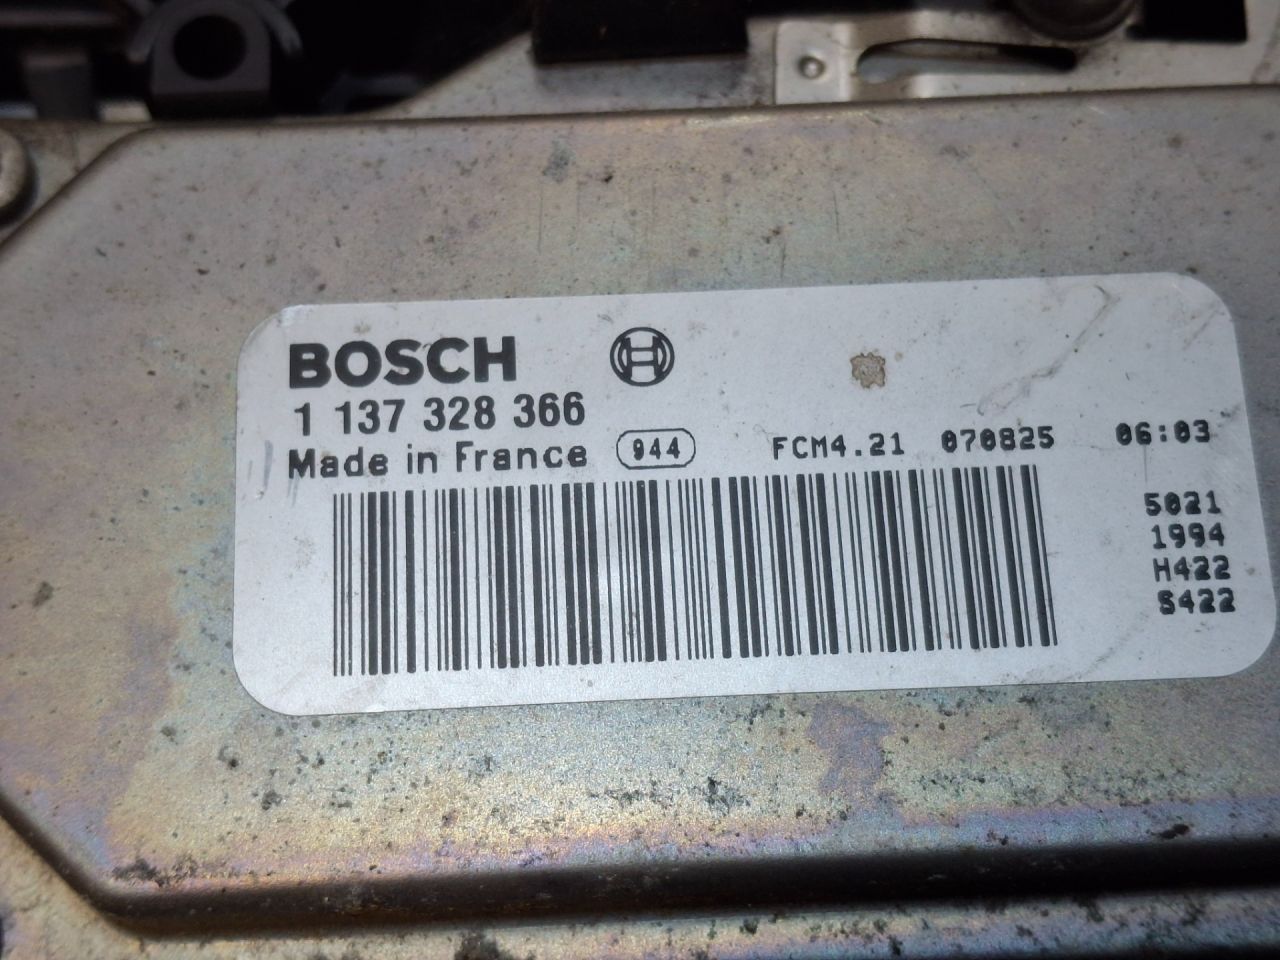 BOSCH
1 137 328 366
Made in France 944 FCM4.21 070825 06:03
5021
1994
H422
S422